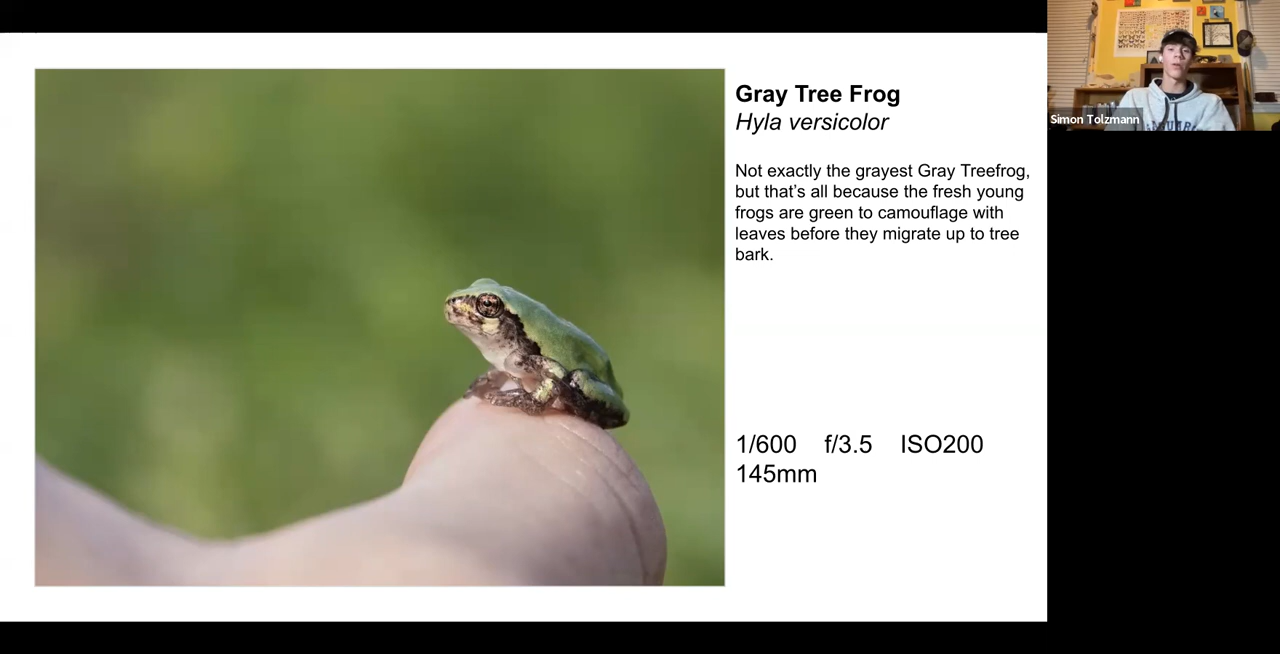 Gray Tree Frog
Hyla versicolor
Not exactly the grayest Gray Treefrog,
but that's all because the fresh young
frogs are green to camouflage with
leaves before they migrate up to tree
bark.
1/600 f/3.5 ISO200
145mm
Simon Tolzmann